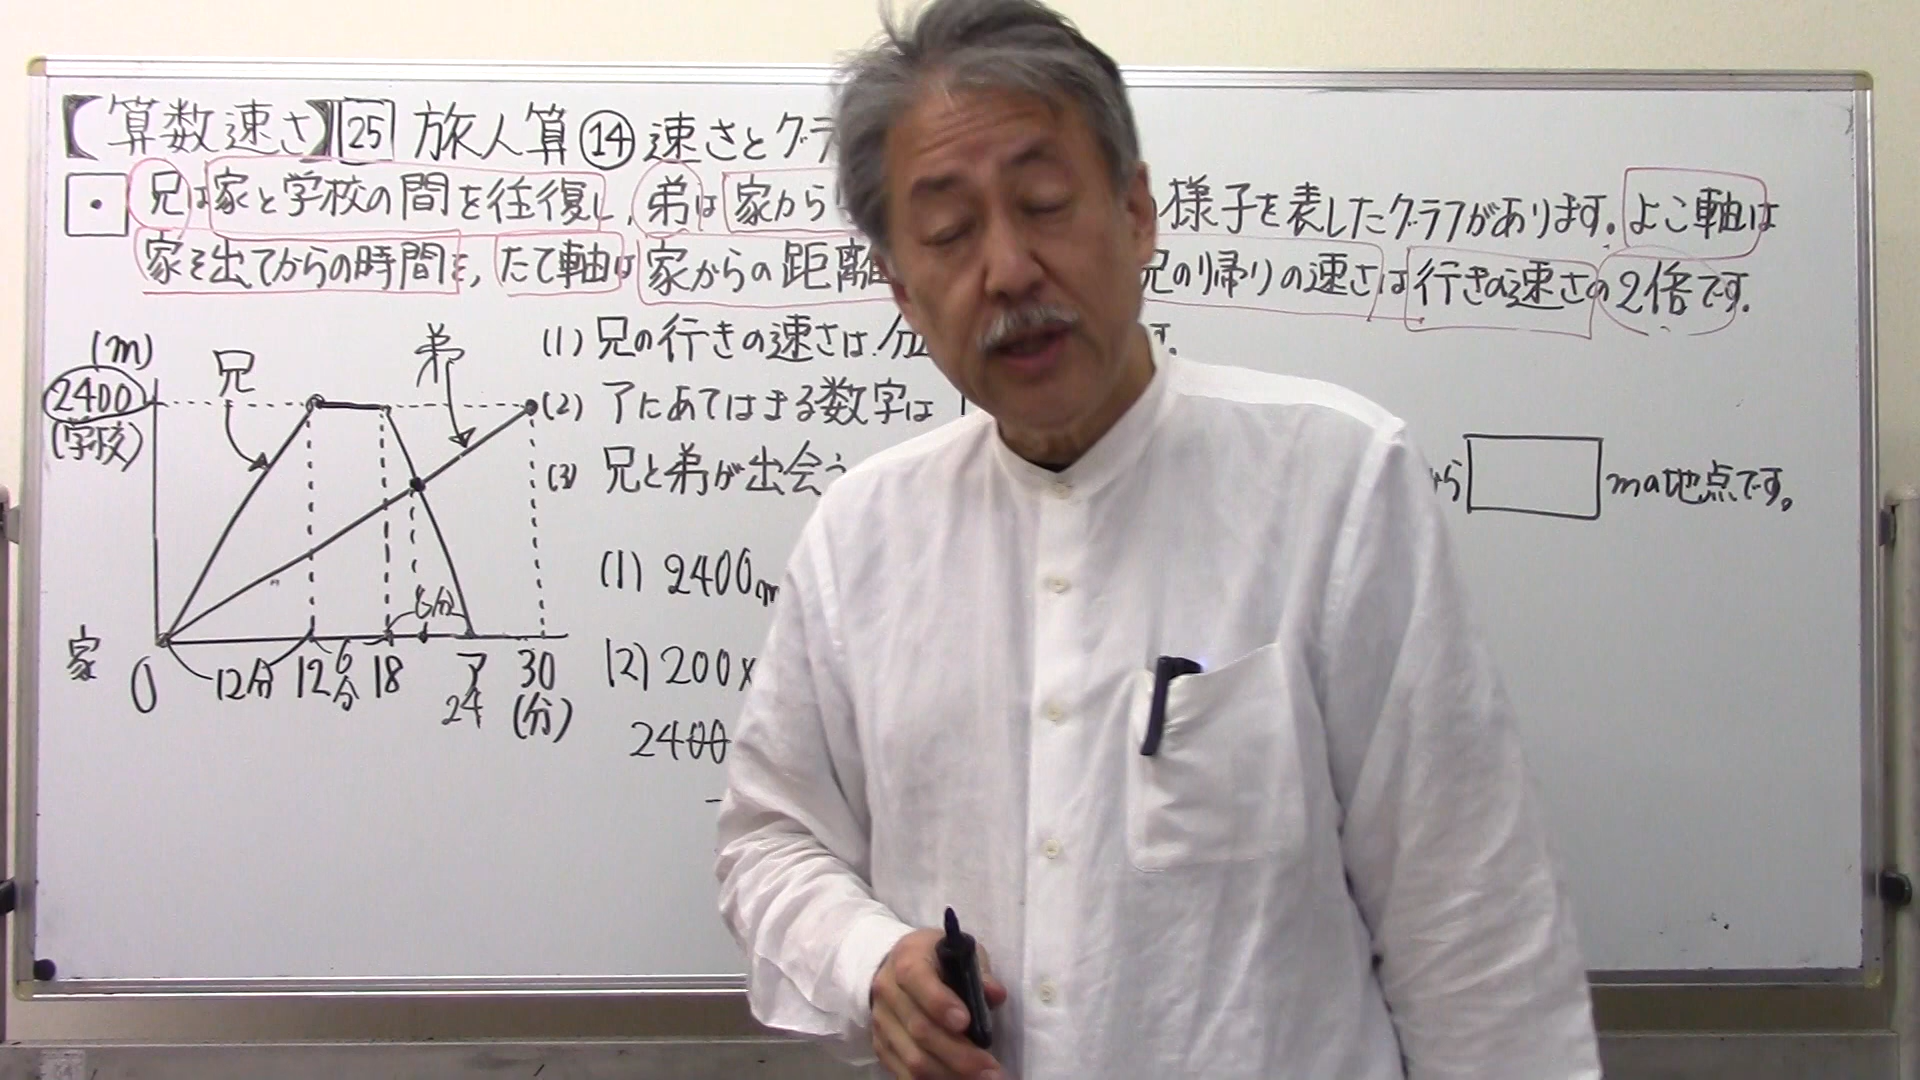 【算数速さ】25 旅人算⑭速さとグラ
・ 兄は家と学校の間を往復し、弟は家から 様子を表したグラフがあります。よこ軸は
家を出てからの時間を、たて軸は家からの距離 兄の帰りの速さは行きの速さの2倍です。
(1) 兄の行きの速さは、分 す。
(2) アにあてはまる数字は
(3) 兄と弟が出会う から mの地点です。
(m)
2400
(学校)
兄
弟
6分
家 0 12分 12 6分 18 ア 30
24 (分)
(1) 2400m
(2) 200×
2400